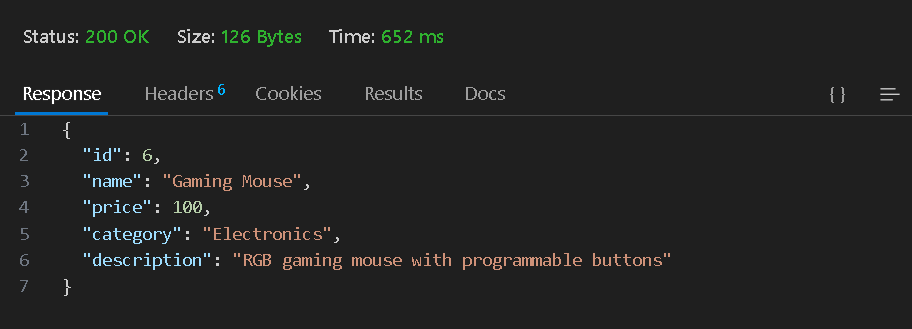 Status: 200 OK Size: 126 Bytes Time: 652 ms
Response Headers 6 Cookies Results Docs {}
1 {
2 "id": 6,
3 "name": "Gaming Mouse",
4 "price": 100,
5 "category": "Electronics",
6 "description": "RGB gaming mouse with programmable buttons"
7 }